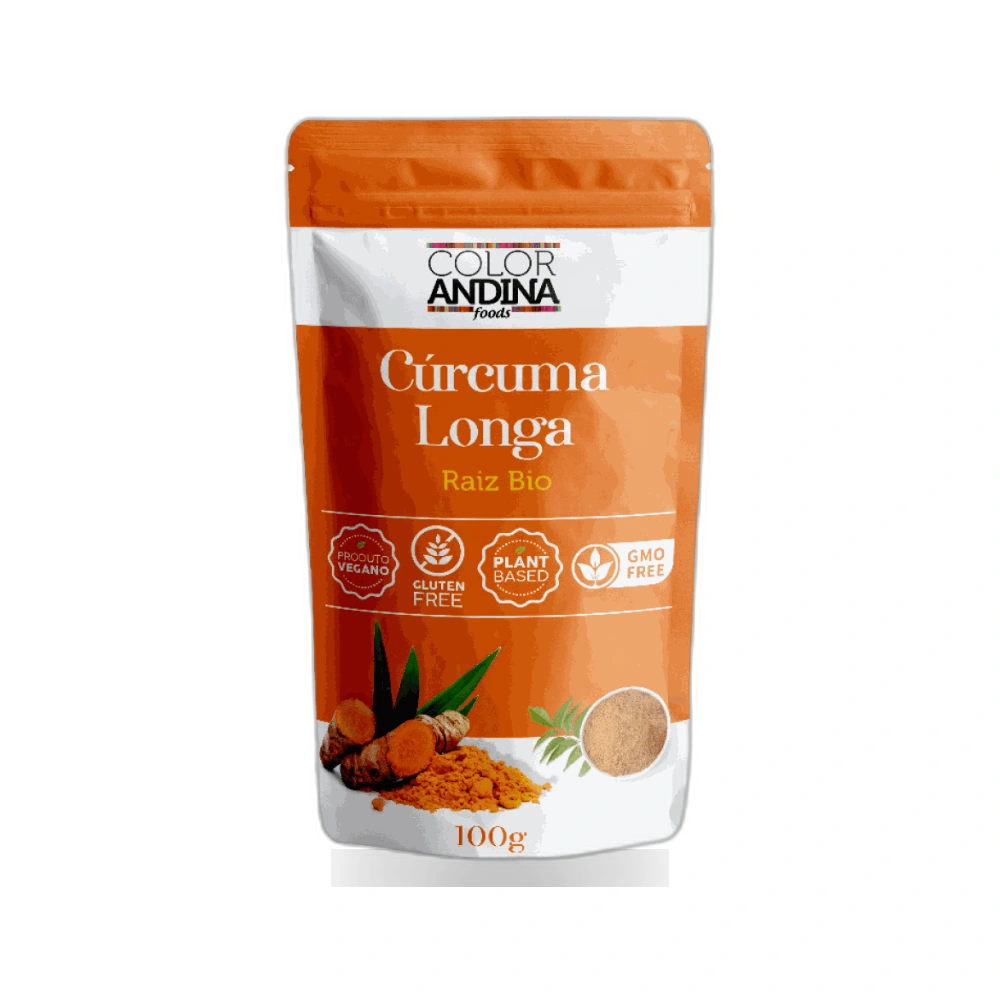 COLOR
ANDINA
foods
Cúrcuma
Longa
Raiz Bio
PRODUTO
VEGANO
GLUTEN
FREE
PLANT
BASED
GMO
FREE
100g